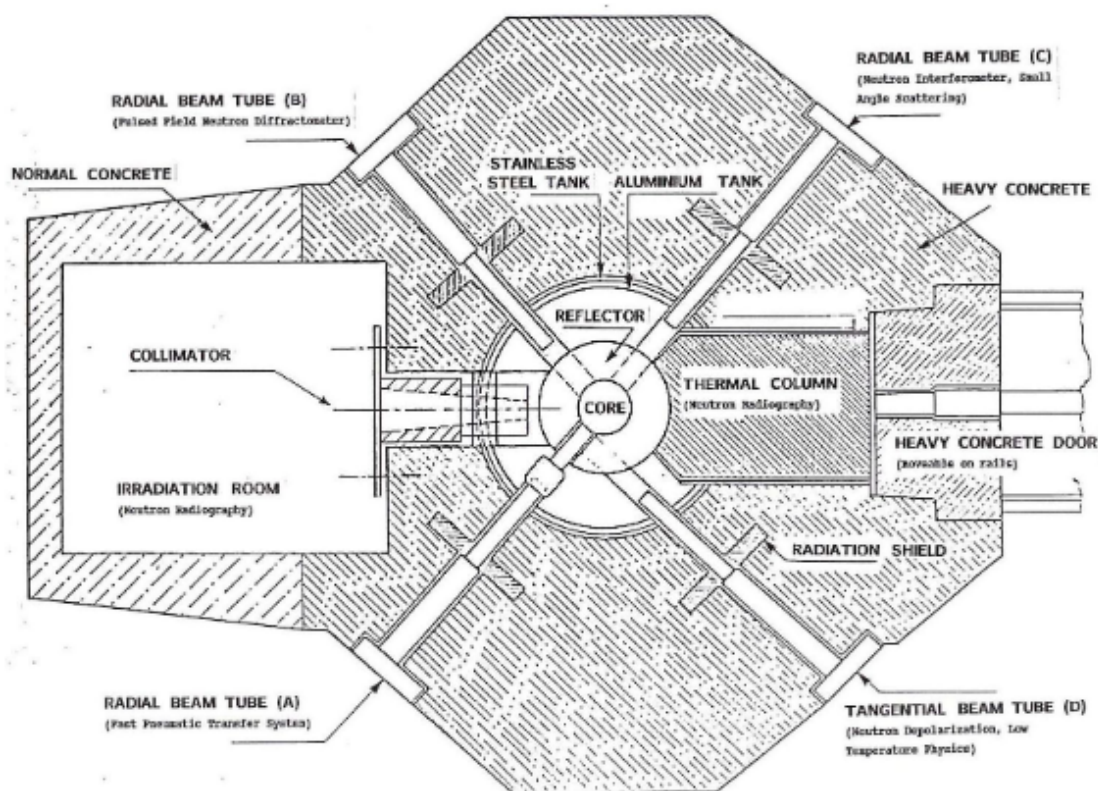 RADIAL BEAM TUBE (B)
(Pulsed Field Neutron Diffractometer)
RADIAL BEAM TUBE (C)
(Neutron Interferometer, Small
Angle Scattering)
NORMAL CONCRETE
STAINLESS
STEEL TANK
ALUMINIUM TANK
HEAVY CONCRETE
REFLECTOR
COLLIMATOR
THERMAL COLUMN
(Neutron Radiography)
CORE
HEAVY CONCRETE DOOR
(moveable on rails)
IRRADIATION ROOM
(Neutron Radiography)
RADIATION SHIELD
RADIAL BEAM TUBE (A)
(Fast Pneumatic Transfer System)
TANGENTIAL BEAM TUBE (D)
(Neutron Depolarization, Low
Temperature Physics)